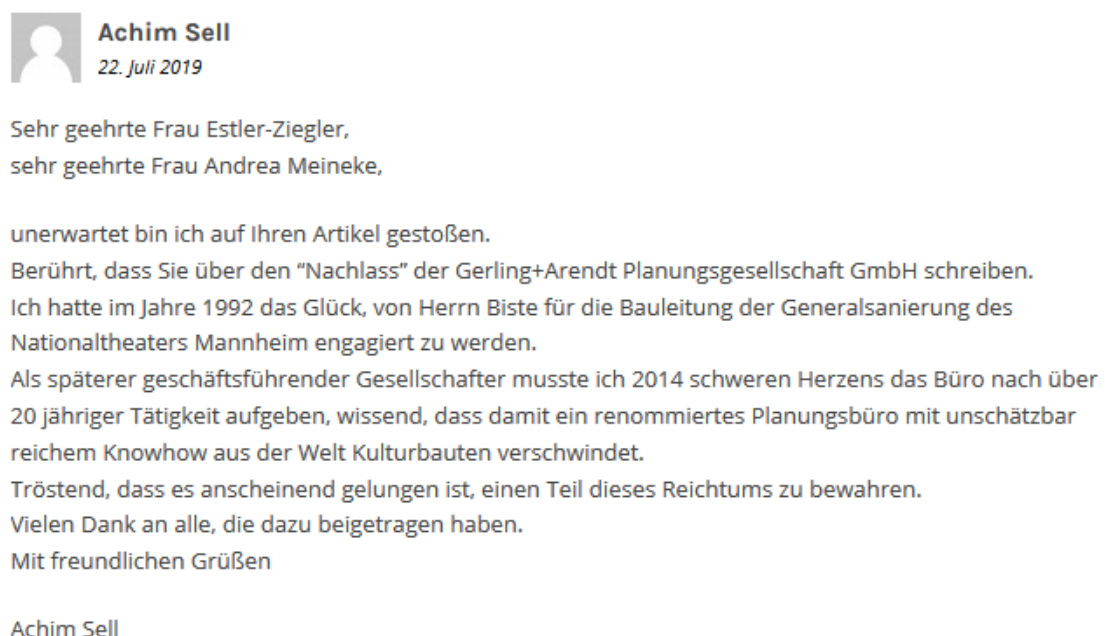 Achim Sell
22. Juli 2019
Sehr geehrte Frau Estler-Ziegler,
sehr geehrte Frau Andrea Meineke,
unerwartet bin ich auf Ihren Artikel gestoßen.
Berührt, dass Sie über den “Nachlass” der Gerling+Arendt Planungsgesellschaft GmbH schreiben.
Ich hatte im Jahre 1992 das Glück, von Herrn Biste für die Bauleitung der Generalsanierung des
Nationaltheaters Mannheim engagiert zu werden.
Als späterer geschäftsführender Gesellschafter musste ich 2014 schweren Herzens das Büro nach über
20 jähriger Tätigkeit aufgeben, wissend, dass damit ein renommiertes Planungsbüro mit unschätzbar
reichem Knowhow aus der Welt Kulturbauten verschwindet.
Tröstend, dass es anscheinend gelungen ist, einen Teil dieses Reichtums zu bewahren.
Vielen Dank an alle, die dazu beigetragen haben.
Mit freundlichen Grüßen
Achim Sell